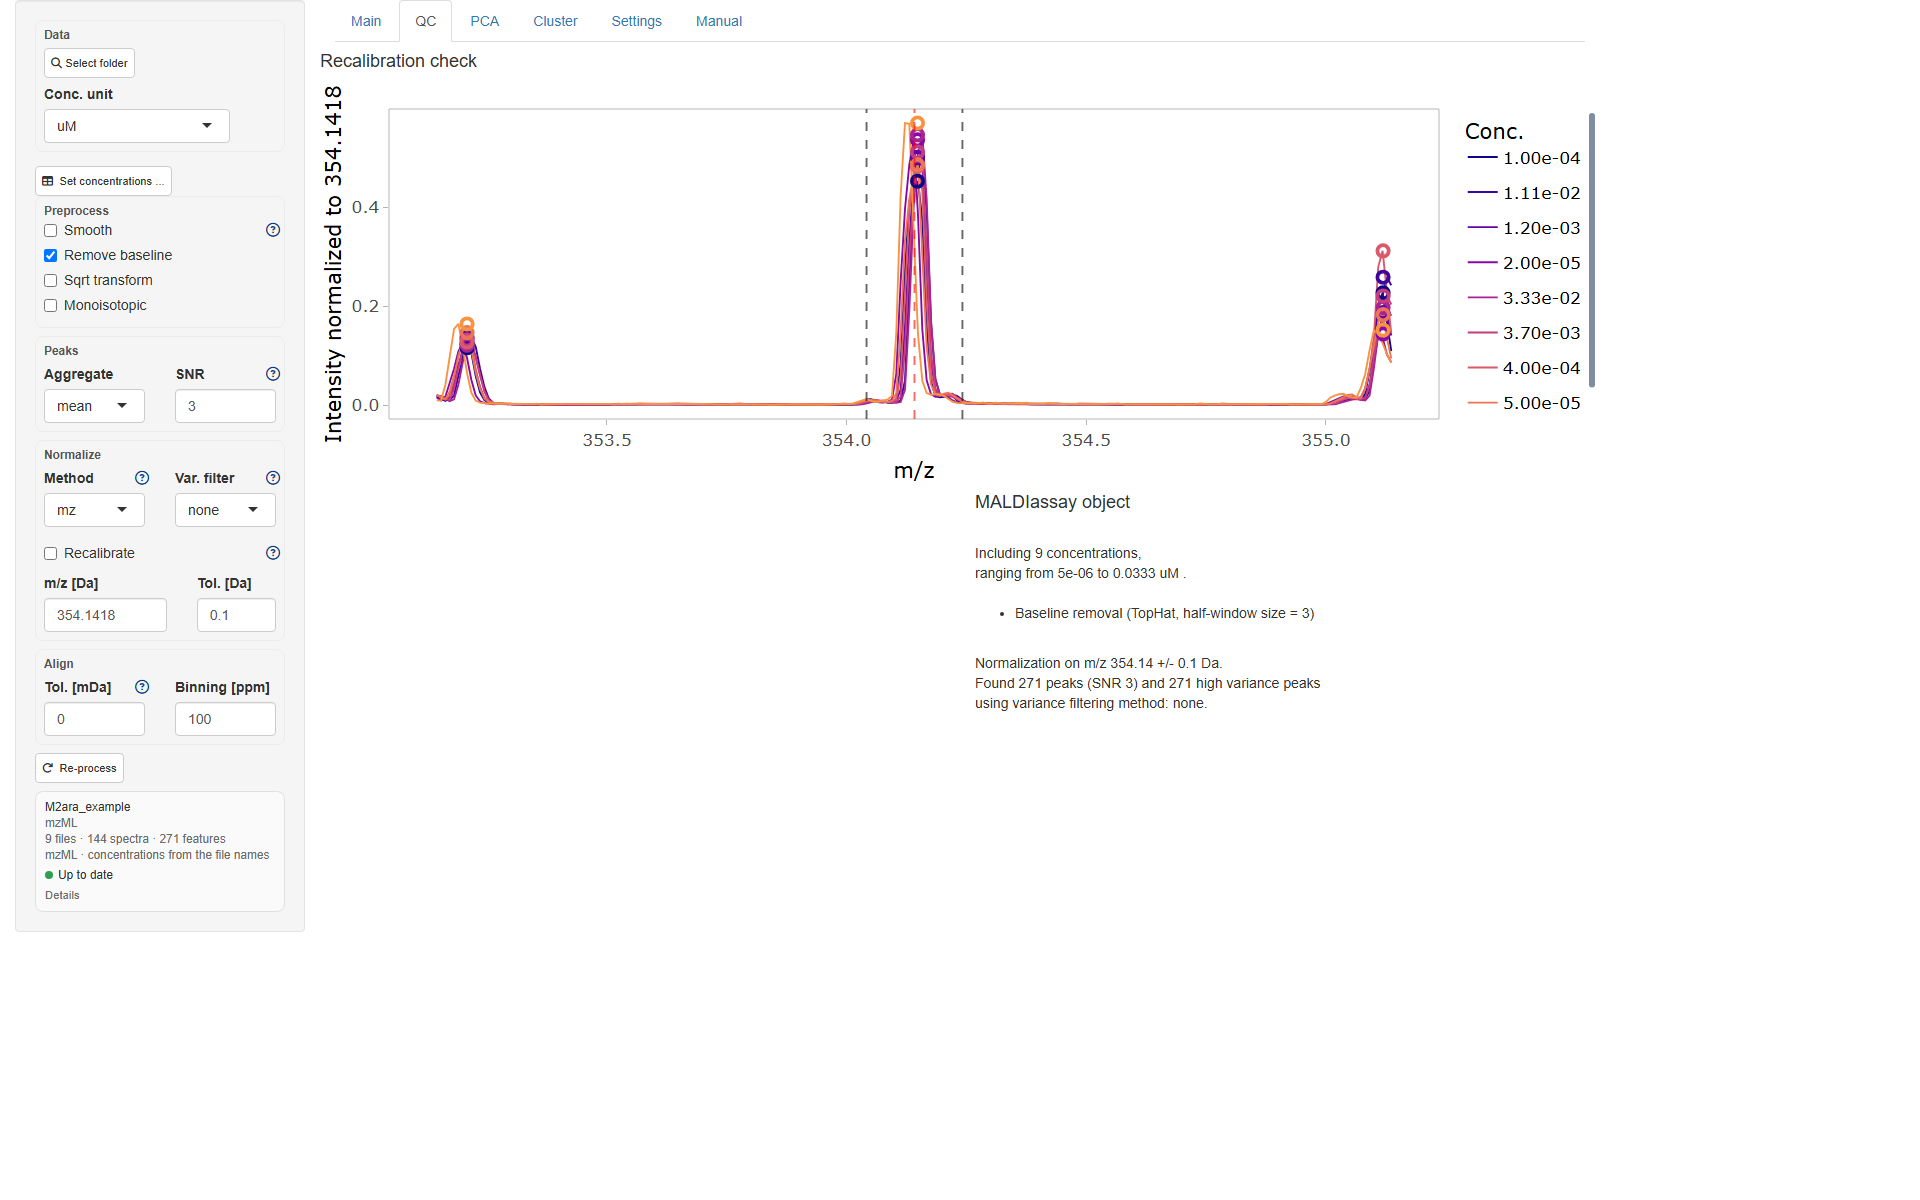 Data
Select folder
Conc. unit
uM
Set concentrations ...
Preprocess
Smooth
Remove baseline
Sqrt transform
Monoisotopic
Peaks
Aggregate SNR
mean 3
Normalize
Method Var. filter
mz none
Recalibrate
m/z [Da] Tol. [Da]
354.1418 0.1
Align
Tol. [mDa] Binning [ppm]
0 100
Re-process
M2ara_example
mzML
9 files · 144 spectra · 271 features
mzML · concentrations from the file names
Up to date
Details
Main QC PCA Cluster Settings Manual
Recalibration check
Intensity normalized to 354.1418
0.4
0.2
0.0
353.5 354.0 354.5 355.0
m/z
Conc.
1.00e-04
1.11e-02
1.20e-03
2.00e-05
3.33e-02
3.70e-03
4.00e-04
5.00e-05
MALDIassay object
Including 9 concentrations,
ranging from 5e-06 to 0.0333 uM .
• Baseline removal (TopHat, half-window size = 3)
Normalization on m/z 354.14 +/- 0.1 Da.
Found 271 peaks (SNR 3) and 271 high variance peaks
using variance filtering method: none.